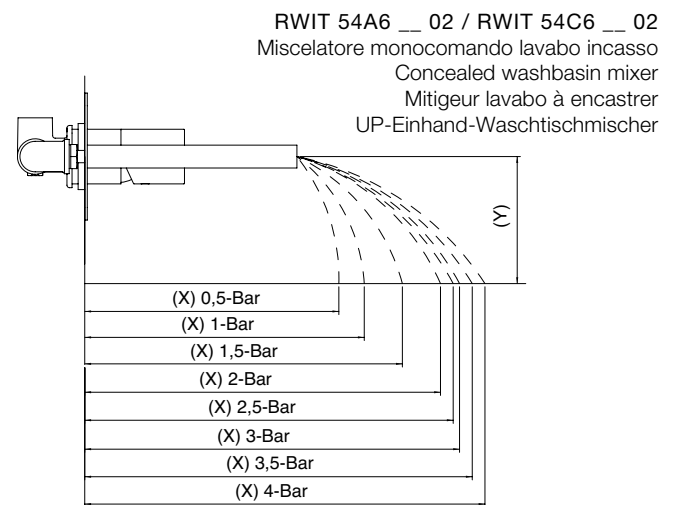 RWIT 54A6 __ 02 / RWIT 54C6 __ 02
Miscelatore monocomando lavabo incasso
Concealed washbasin mixer
Mitigeur lavabo à encastrer
UP-Einhand-Waschtischmischer
(Y)
(X) 0,5-Bar
(X) 1-Bar
(X) 1,5-Bar
(X) 2-Bar
(X) 2,5-Bar
(X) 3-Bar
(X) 3,5-Bar
(X) 4-Bar